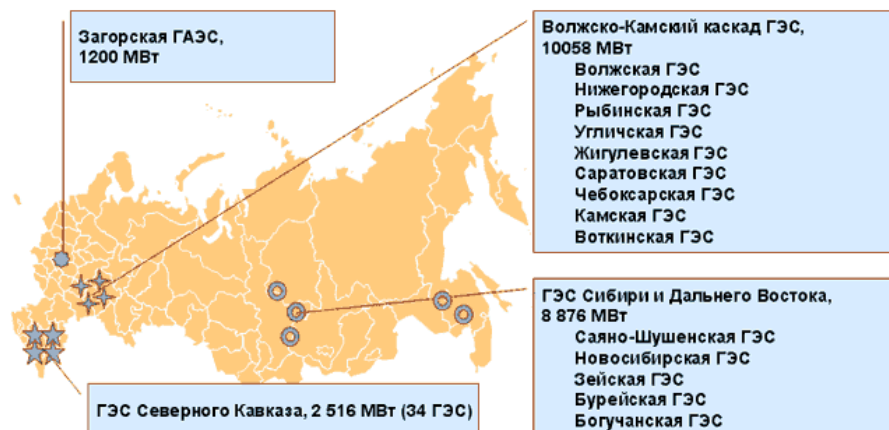 Загорская ГАЭС,
1200 МВт
Волжско-Камский каскад ГЭС,
10058 МВт
Волжская ГЭС
Нижегородская ГЭС
Рыбинская ГЭС
Угличская ГЭС
Жигулевская ГЭС
Саратовская ГЭС
Чебоксарская ГЭС
Камская ГЭС
Воткинская ГЭС
ГЭС Сибири и Дальнего Востока,
8 876 МВт
Саяно-Шушенская ГЭС
Новосибирская ГЭС
Зейская ГЭС
Бурейская ГЭС
Богучанская ГЭС
ГЭС Северного Кавказа, 2 516 МВт (34 ГЭС)